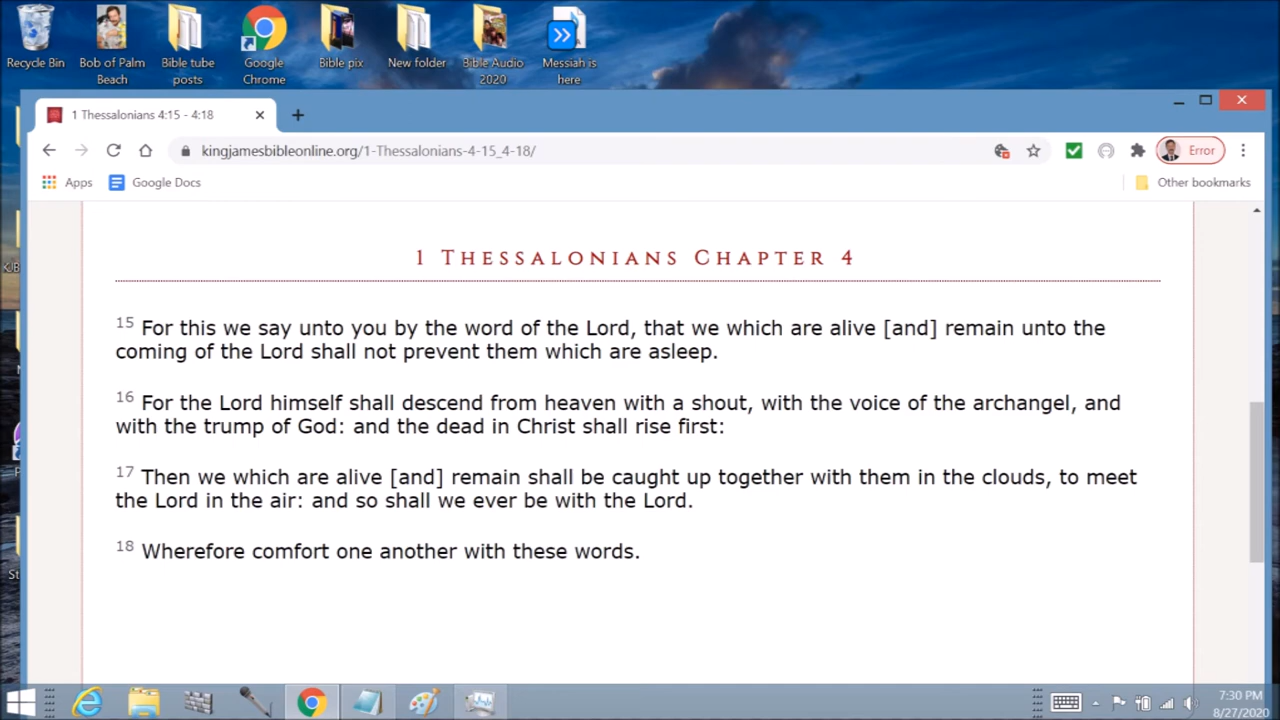 Recycle Bin
Bob of Palm
Beach
Bible tube
posts
Google
Chrome
Bible pix
New folder
Bible Audio
2020
Messiah is
here
1 Thessalonians 4:15 - 4:18
kingjamesbibleonline.org/1-Thessalonians-4-15_4-18/
Error
Apps
Google Docs
Other bookmarks
1 Thessalonians Chapter 4
15 For this we say unto you by the word of the Lord, that we which are alive [and] remain unto the
coming of the Lord shall not prevent them which are asleep.
16 For the Lord himself shall descend from heaven with a shout, with the voice of the archangel, and
with the trump of God: and the dead in Christ shall rise first:
17 Then we which are alive [and] remain shall be caught up together with them in the clouds, to meet
the Lord in the air: and so shall we ever be with the Lord.
18 Wherefore comfort one another with these words.
7:30 PM
8/27/2020